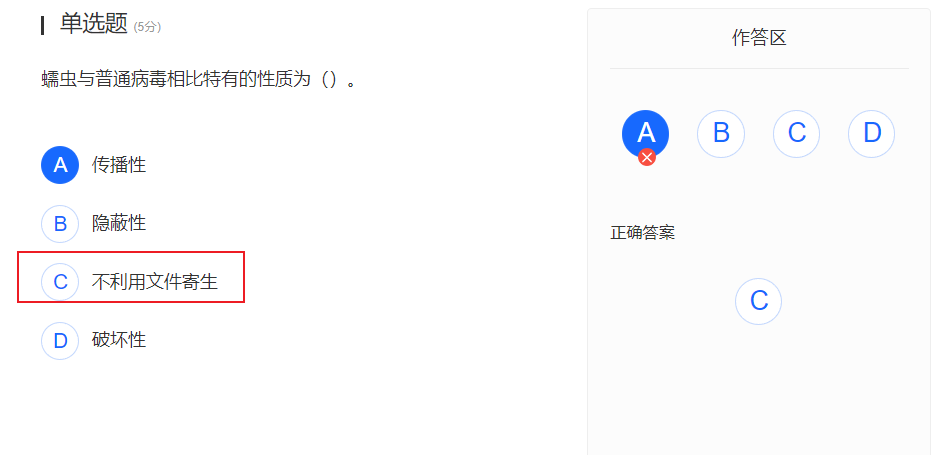 单选题 (5分)
蠕虫与普通病毒相比特有的性质为（）。
A 传播性
B 隐蔽性
C 不利用文件寄生
D 破坏性
作答区
A B C D
正确答案
C